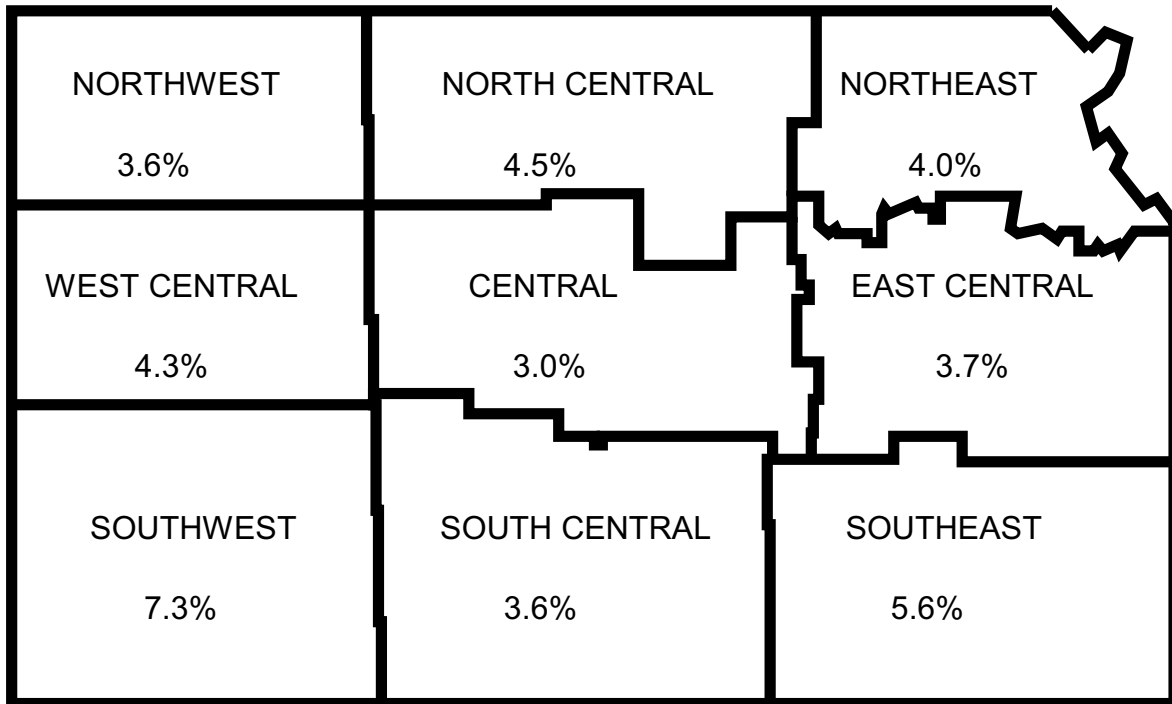 NORTHWEST
3.6%
NORTH CENTRAL
4.5%
NORTHEAST
4.0%
WEST CENTRAL
4.3%
CENTRAL
3.0%
EAST CENTRAL
3.7%
SOUTHWEST
7.3%
SOUTH CENTRAL
3.6%
SOUTHEAST
5.6%